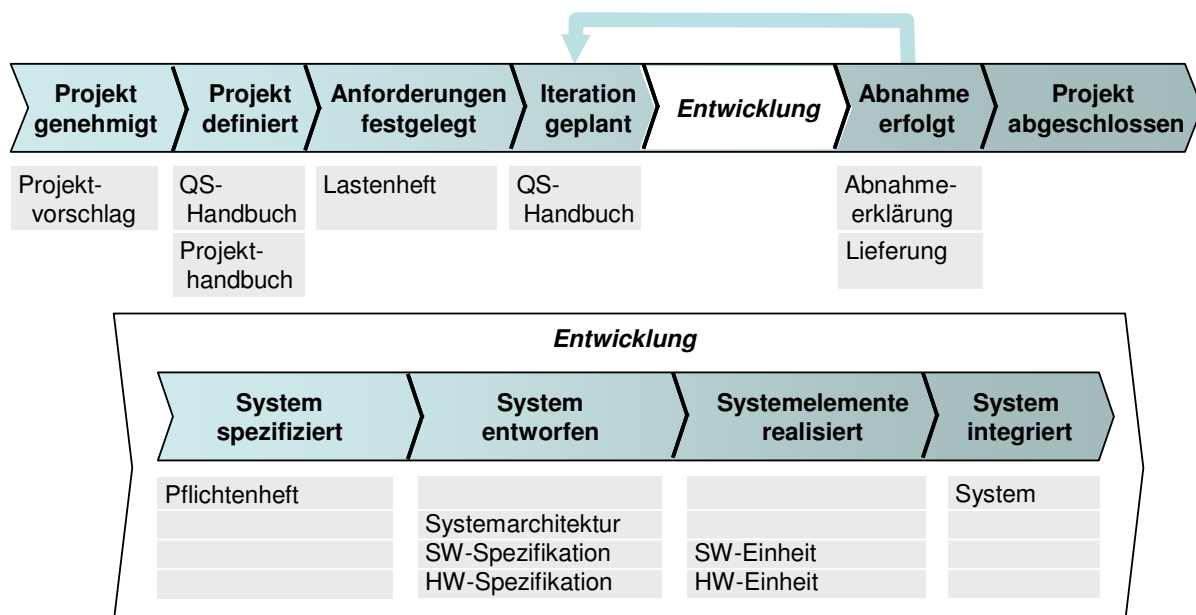 Projekt
genehmigt
Projekt
definiert
Anforderungen
festgelegt
Iteration
geplant
Entwicklung
Abnahme
erfolgt
Projekt
abgeschlossen
Projekt-
vorschlag
QS-
Handbuch
Projekt-
handbuch
Lastenheft
QS-
Handbuch
Abnahme-
erklärung
Lieferung
Entwicklung
System
spezifiziert
System
entworfen
Systemelemente
realisiert
System
integriert
Pflichtenheft
Systemarchitektur
SW-Spezifikation
HW-Spezifikation
SW-Einheit
HW-Einheit
System